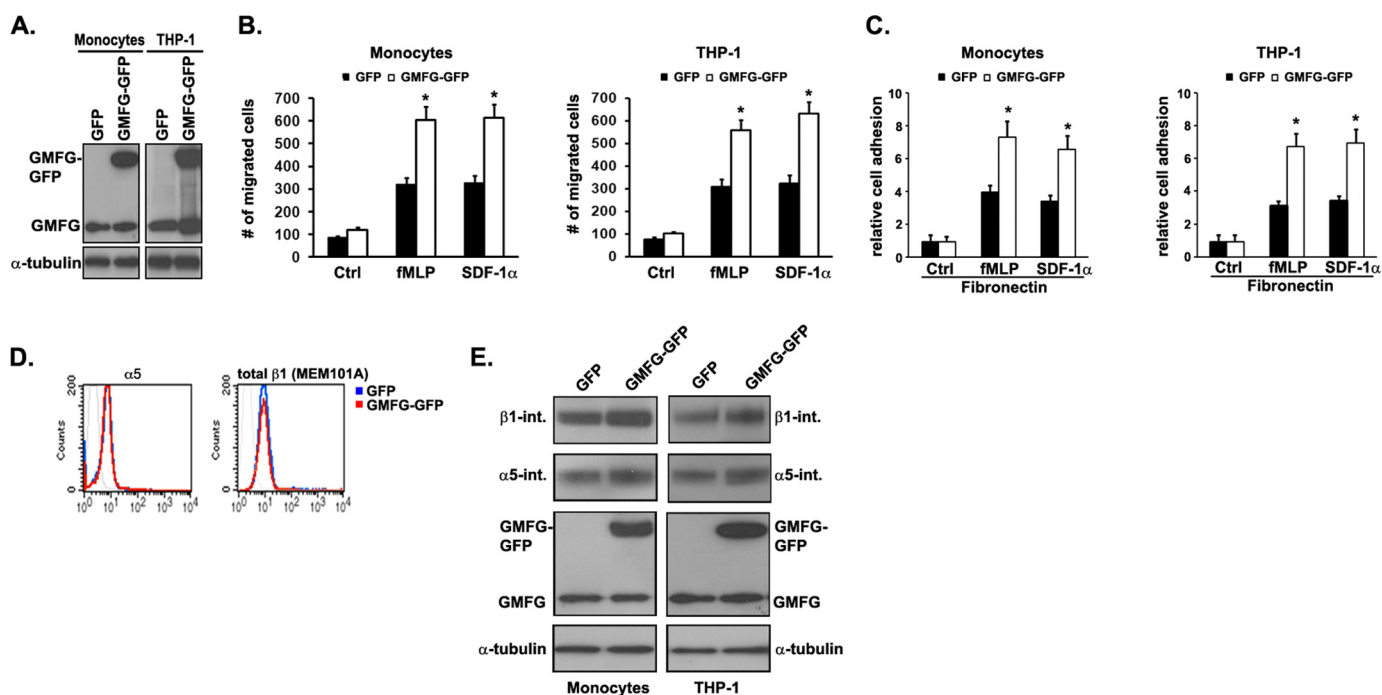 A.
Monocytes THP-1
GFP
GMFG-GFP
GFP
GMFG-GFP
GMFG-
GFP
GMFG
α-tubulin
B.
Monocytes
GFP GMFG-GFP
# of migrated cells
700
600
500
400
300
200
100
0
* *
Ctrl fMLP SDF-1α
THP-1
GFP GMFG-GFP
# of migrated cells
700
600
500
400
300
200
100
0
* *
Ctrl fMLP SDF-1α
C.
Monocytes
GFP GMFG-GFP
relative cell adhesion
10
8
6
4
2
0
* *
Ctrl fMLP SDF-1α
Fibronectin
THP-1
GFP GMFG-GFP
relative cell adhesion
10
8
6
4
2
0
* *
Ctrl fMLP SDF-1α
Fibronectin
D.
α5
200
Counts
0
10⁰ 10¹ 10² 10³ 10⁴
total β1 (MEM101A)
200
Counts
0
10⁰ 10¹ 10² 10³ 10⁴
GFP
GMFG-GFP
E.
GFP
GMFG-GFP
GFP
GMFG-GFP
β1-int. β1-int.
α5-int. α5-int.
GMFG- GMFG-
GFP GFP
GMFG GMFG
α-tubulin α-tubulin
Monocytes THP-1